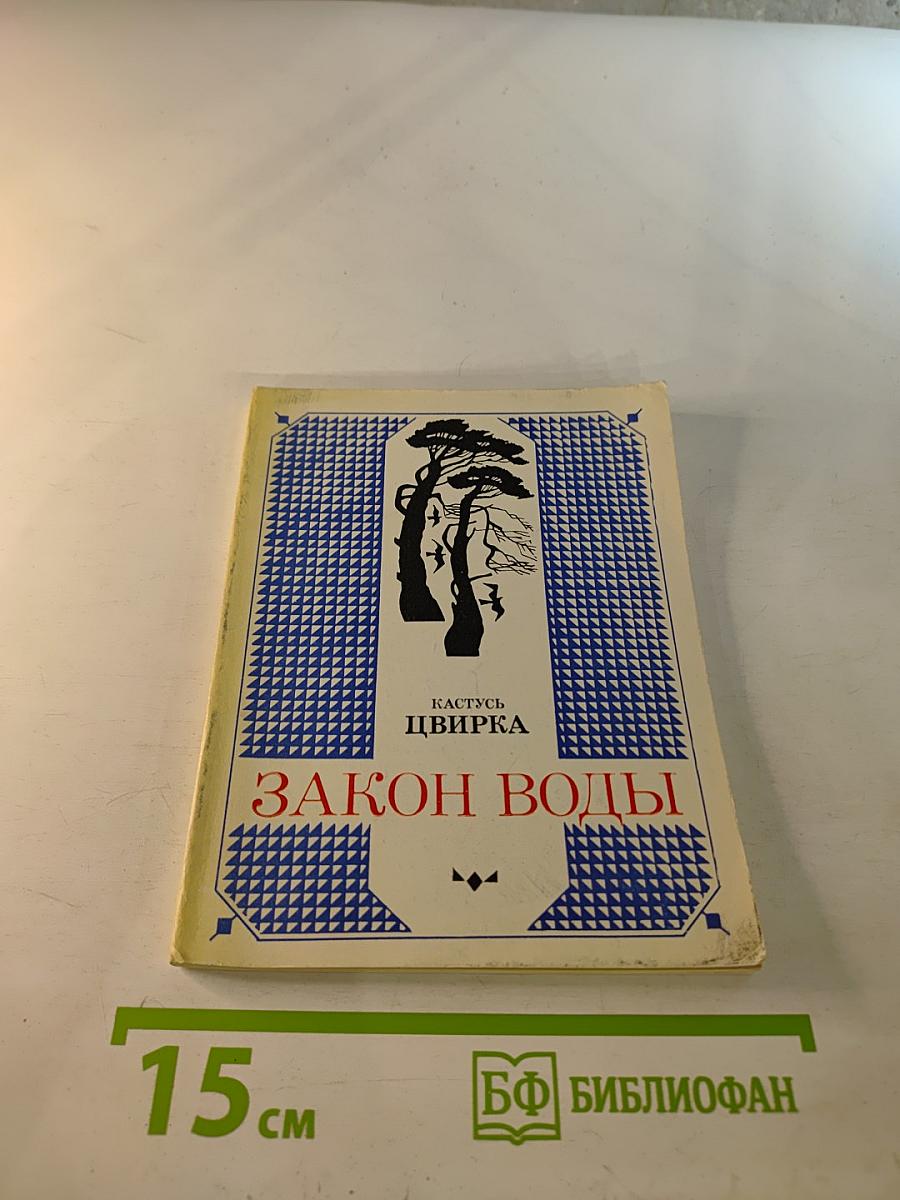 КАСТУСЬ
ЦВИРКА
ЗАКОН ВОДЫ
15 см
БФ БИБЛИОФАН